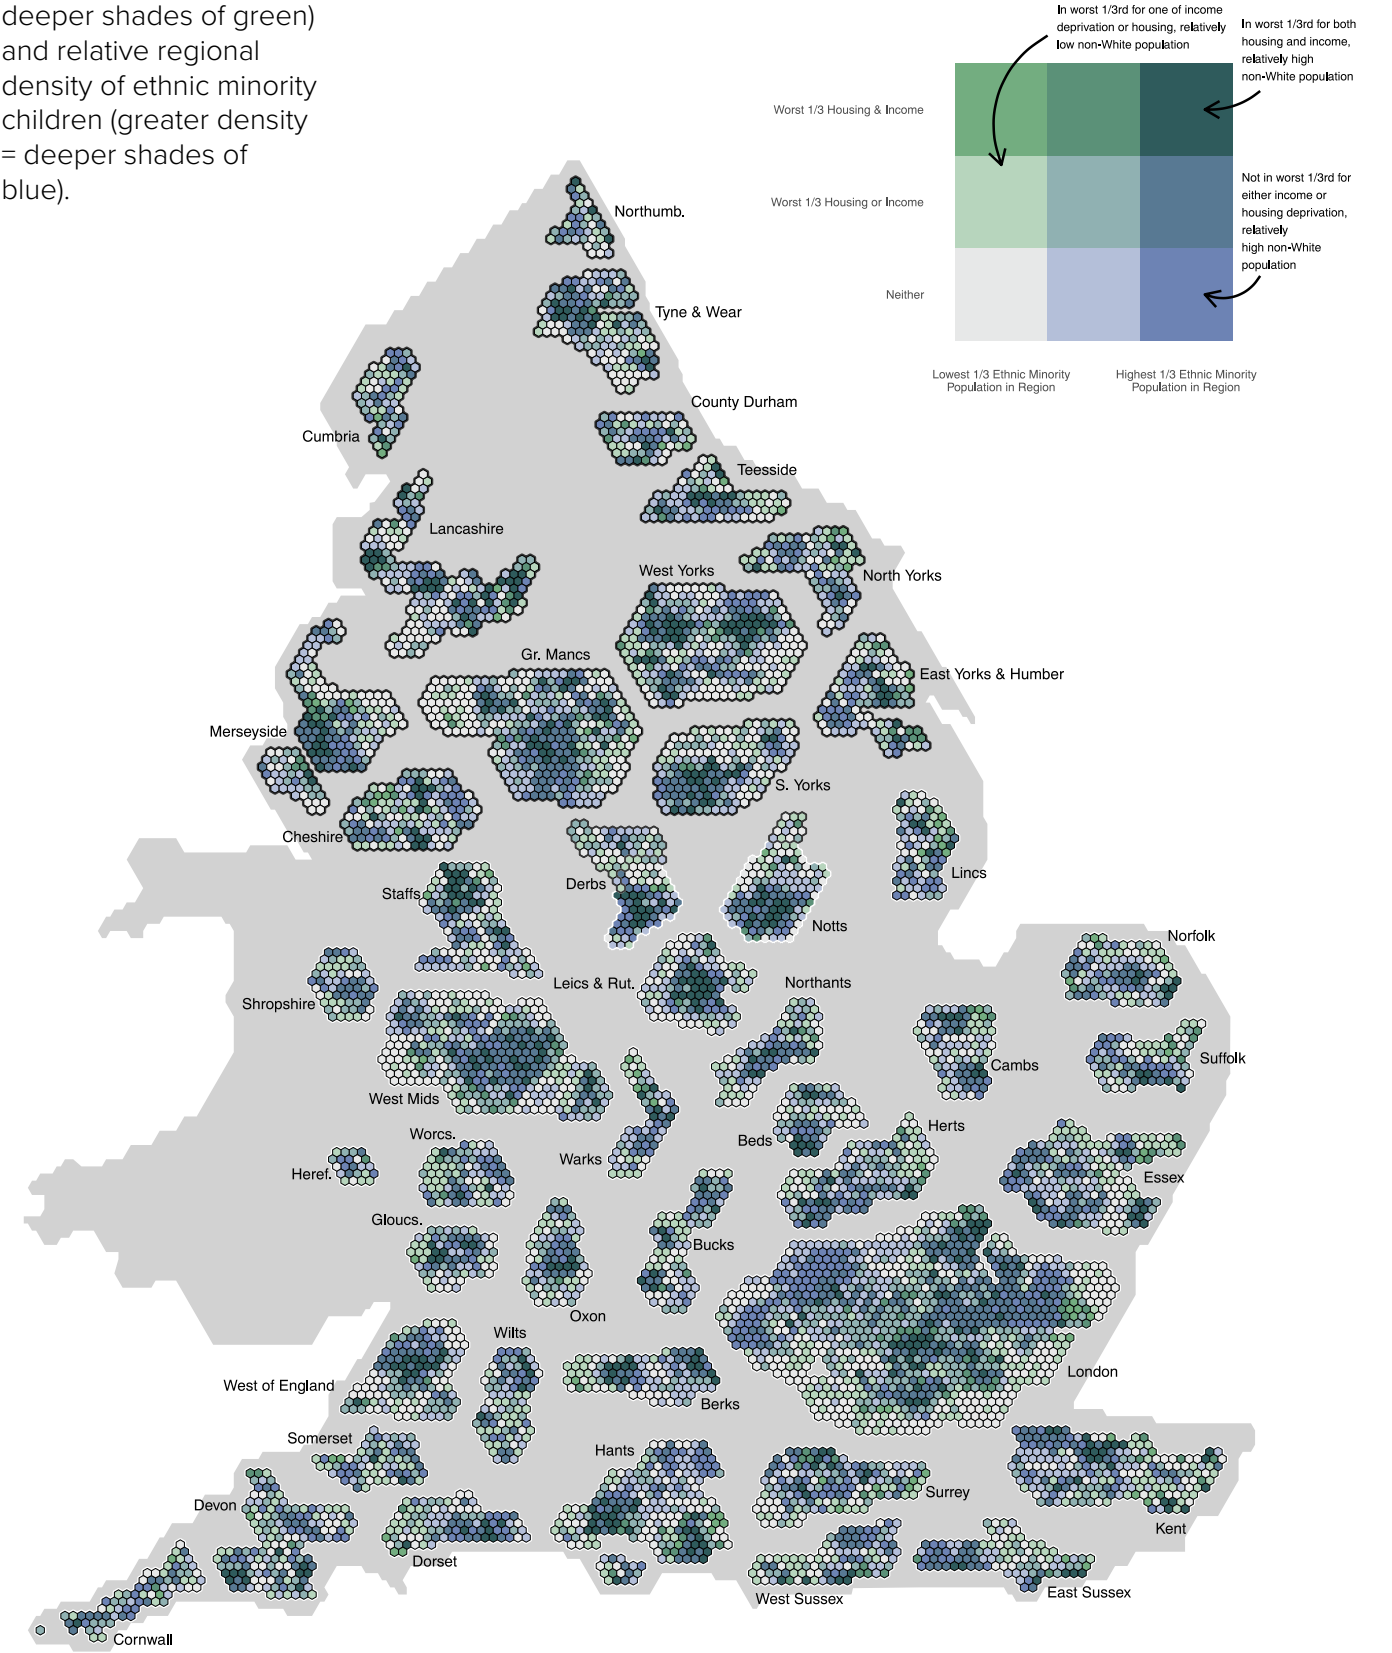 deeper shades of green)
and relative regional
density of ethnic minority
children (greater density
= deeper shades of
blue).
In worst 1/3rd for one of income
deprivation or housing, relatively
low non-White population
In worst 1/3rd for both
housing and income,
relatively high
non-White population
Worst 1/3 Housing & Income
Worst 1/3 Housing or Income
Neither
Not in worst 1/3rd for
either income or
housing deprivation,
relatively
high non-White
population
Lowest 1/3 Ethnic Minority
Population in Region
Highest 1/3 Ethnic Minority
Population in Region
Northumb.
Tyne & Wear
County Durham
Cumbria
Teesside
Lancashire
West Yorks
North Yorks
Gr. Mancs
East Yorks & Humber
Merseyside
S. Yorks
Cheshire
Derbs
Staffs
Lincs
Notts
Norfolk
Leics & Rut.
Northants
Shropshire
Suffolk
Cambs
West Mids
Worcs.
Beds
Herts
Warks
Heref.
Essex
Gloucs.
Bucks
Oxon
Wilts
London
West of England
Berks
Somerset
Hants
Surrey
Devon
Kent
Dorset
West Sussex
East Sussex
Cornwall